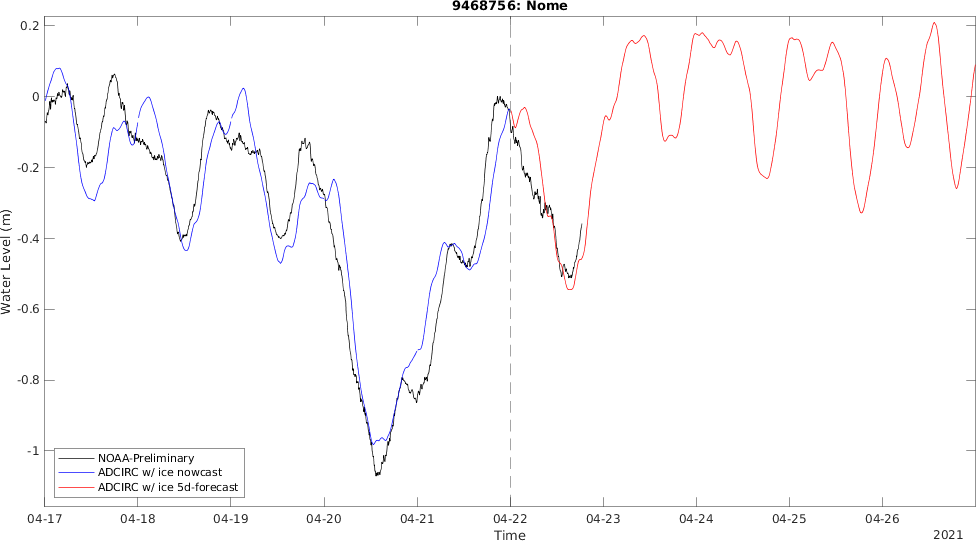 9468756: Nome
0.2
0
-0.2
-0.4
-0.6
-0.8
-1
Water Level (m)
NOAA-Preliminary
ADCIRC w/ ice nowcast
ADCIRC w/ ice 5d-forecast
04-17 04-18 04-19 04-20 04-21 04-22 04-23 04-24 04-25 04-26
Time
2021